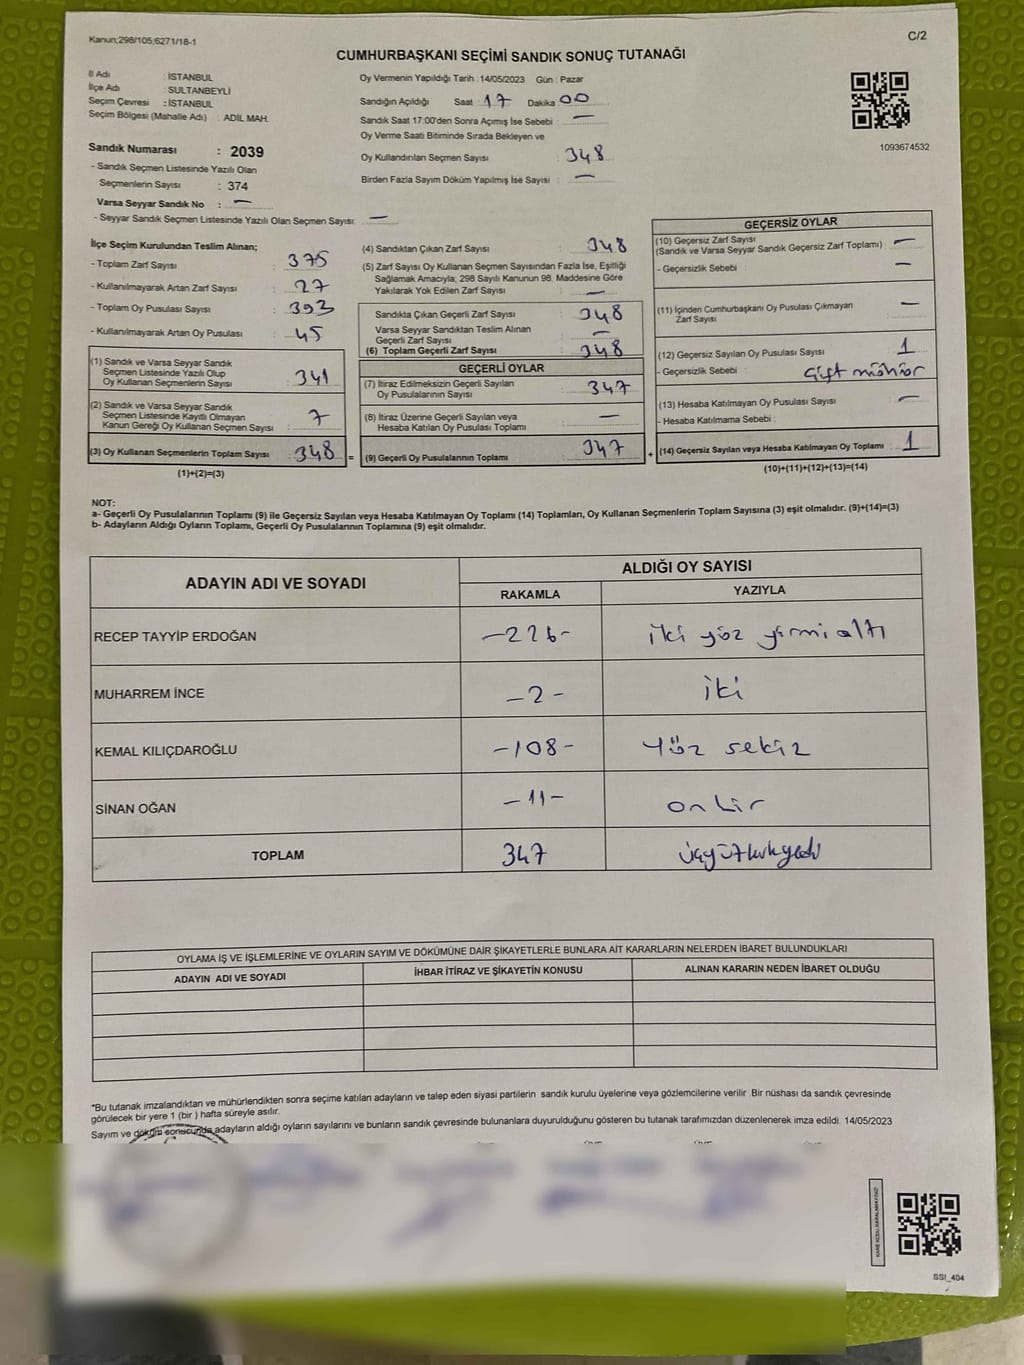 Kanun;298/105;6271/18-1
C/2
CUMHURBAŞKANI SEÇİMİ SANDIK SONUÇ TUTANAĞI
İl Adı : İSTANBUL
İlçe Adı : SULTANBEYLİ
Seçim Çevresi : İSTANBUL
Seçim Bölgesi (Mahalle Adı) : ADİL MAH.
Sandık Numarası : 2039
- Sandık Seçmen Listesinde Yazılı Olan
Seçmenlerin Sayısı : 374
Varsa Seyyar Sandık No : —
- Seyyar Sandık Seçmen Listesinde Yazılı Olan Seçmen Sayısı: —
Oy Vermenin Yapıldığı Tarih : 14/05/2023 Gün : Pazar
Sandığın Açıldığı Saat : 17 Dakika 00
Sandık Saat 17:00'den Sonra Açımış İse Sebebi : —
Oy Verme Saati Bitiminde Sırada Bekleyen ve
Oy Kullandırılan Seçmen Sayısı : 348
Birden Fazla Sayım Döküm Yapılmış İse Sayısı : —
1093674532
İlçe Seçim Kurulundan Teslim Alınan;
- Toplam Zarf Sayısı : 375
- Kullanılmayarak Artan Zarf Sayısı : 27
- Toplam Oy Pusulası Sayısı : 393
- Kullanılmayarak Artan Oy Pusulası : 45
(1) Sandık ve Varsa Seyyar Sandık
Seçmen Listesinde Yazılı Olup
Oy Kullanan Seçmenlerin Sayısı : 341
(2) Sandık ve Varsa Seyyar Sandık
Seçmen Listesinde Kayıtlı Olmayan
Kanun Gereği Oy Kullanan Seçmen Sayısı : 7
(3) Oy Kullanan Seçmenlerin Toplam Sayısı : 348 =
(1)+(2)=(3)
(4) Sandıktan Çıkan Zarf Sayısı : 348
(5) Zarf Sayısı Oy Kullanan Seçmen Sayısından Fazla İse, Eşitliği
Sağlamak Amacıyla; 298 Sayılı Kanunun 98. Maddesine Göre
Yakılarak Yok Edilen Zarf Sayısı : —
Sandıkta Çıkan Geçerli Zarf Sayısı : 348
Varsa Seyyar Sandıktan Teslim Alınan
Geçerli Zarf Sayısı : —
(6) Toplam Geçerli Zarf Sayısı : 348
GEÇERLİ OYLAR
(7) İtiraz Edilmeksizin Geçerli Sayılan
Oy Pusulalarının Sayısı : 347
(8) İtiraz Üzerine Geçerli Sayılan veya
Hesaba Katılan Oy Pusulası Toplamı : —
(9) Geçerli Oy Pusulalarının Toplamı : 347 +
GEÇERSİZ OYLAR
(10) Geçersiz Zarf Sayısı : —
(Sandık ve Varsa Seyyar Sandık Geçersiz Zarf Toplamı)
- Geçersizlik Sebebi : —
(11) İçinden Cumhurbaşkanı Oy Pusulası Çıkmayan
Zarf Sayısı : —
(12) Geçersiz Sayılan Oy Pusulası Sayısı : 1
- Geçersizlik Sebebi : Çift mühür
(13) Hesaba Katılmayan Oy Pusulası Sayısı : —
- Hesaba Katılmama Sebebi :
(14) Geçersiz Sayılan veya Hesaba Katılmayan Oy Toplamı : 1
(10)+(11)+(12)+(13)=(14)
NOT:
a- Geçerli Oy Pusulalarının Toplamı (9) ile Geçersiz Sayılan veya Hesaba Katılmayan Oy Toplamı (14) Toplamları, Oy Kullanan Seçmenlerin Toplam Sayısına (3) eşit olmalıdır. (9)+(14)=(3)
b- Adayların Aldığı Oyların Toplamı, Geçerli Oy Pusulalarının Toplamına (9) eşit olmalıdır.
ADAYIN ADI VE SOYADI ALDIĞI OY SAYISI
RAKAMLA YAZIYLA
RECEP TAYYİP ERDOĞAN -226- iki yüz yirmi altı
MUHARREM İNCE -2- iki
KEMAL KILIÇDAROĞLU -108- Yüz sekiz
SİNAN OĞAN -11- on bir
TOPLAM 347 üçyüzkırkyedi
OYLAMA İŞ VE İŞLEMLERİNE VE OYLARIN SAYIM VE DÖKÜMÜNE DAİR ŞİKAYETLERLE BUNLARA AİT KARARLARIN NELERDEN İBARET BULUNDUKLARI
ADAYIN ADI VE SOYADI İHBAR İTİRAZ VE ŞİKAYETİN KONUSU ALINAN KARARIN NEDEN İBARET OLDUĞU
*Bu tutanak imzalandıktan ve mühürlendikten sonra seçime katılan adayların ve talep eden siyasi partilerin sandık kurulu üyelerine veya gözlemcilerine verilir .Bir nüshası da sandık çevresinde
görülecek bir yere 1 (bir ) hafta süreyle asılır.
Sayım ve döküm sonucunda adayların aldığı oyların sayılarını ve bunların sandık çevresinde bulunanlara duyurulduğunu gösteren bu tutanak tarafımızdan düzenlenerek imza edildi. 14/05/2023
SSI_404